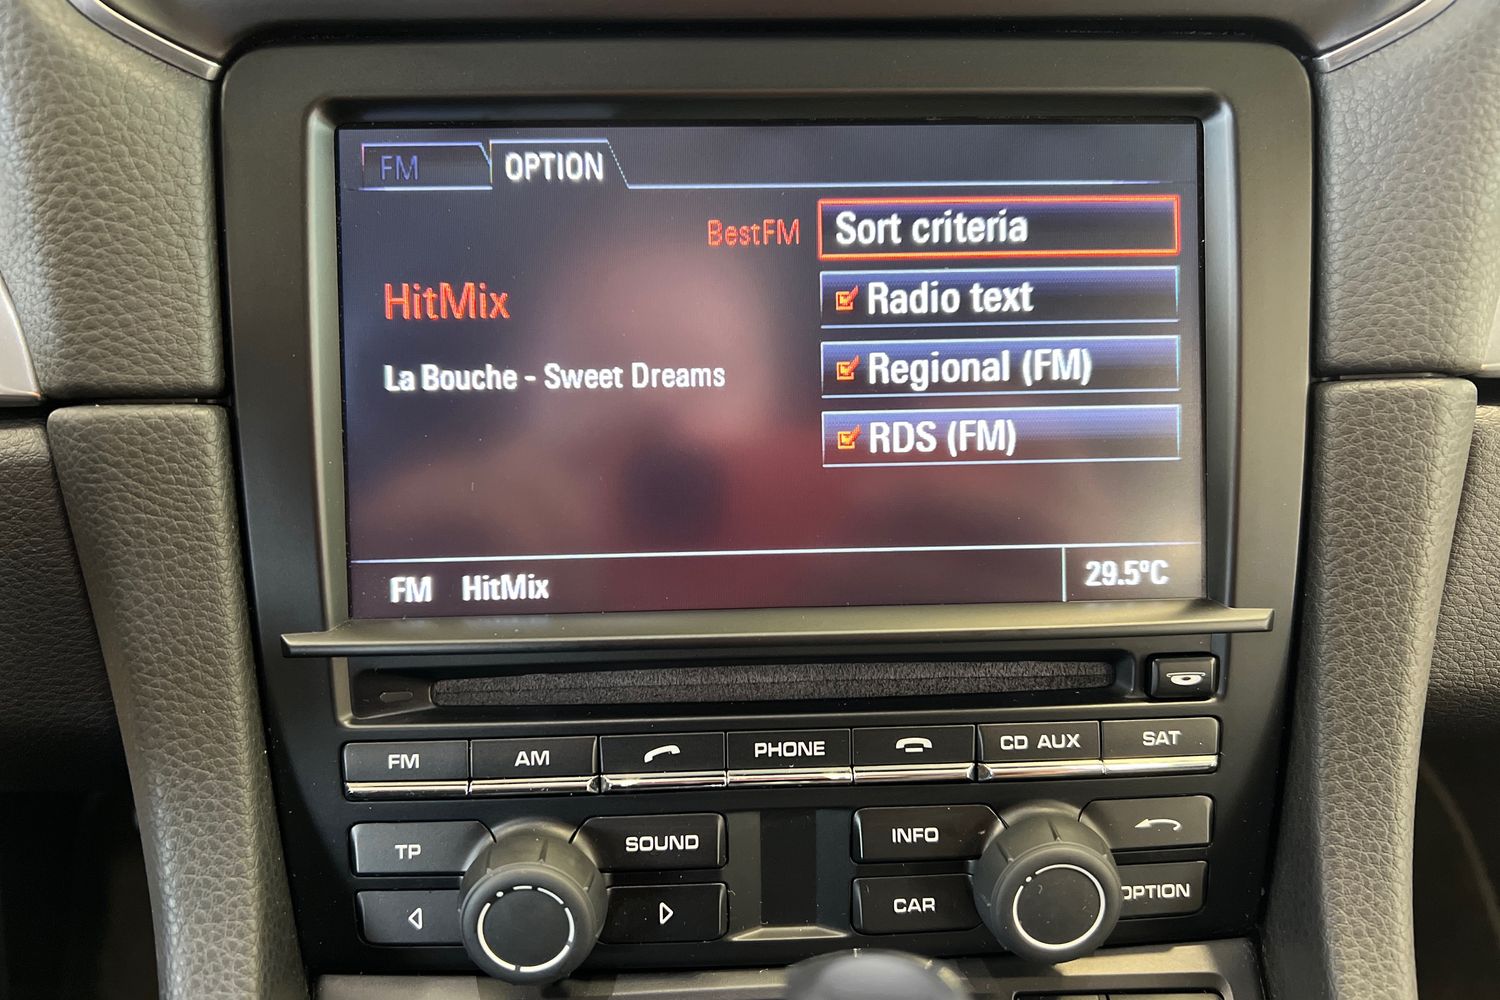 FM OPTION
BestFM Sort criteria
HitMix
Radio text
La Bouche - Sweet Dreams
Regional (FM)
RDS (FM)
FM HitMix 29.5°C
FM AM PHONE CD AUX SAT
TP SOUND INFO
CAR OPTION